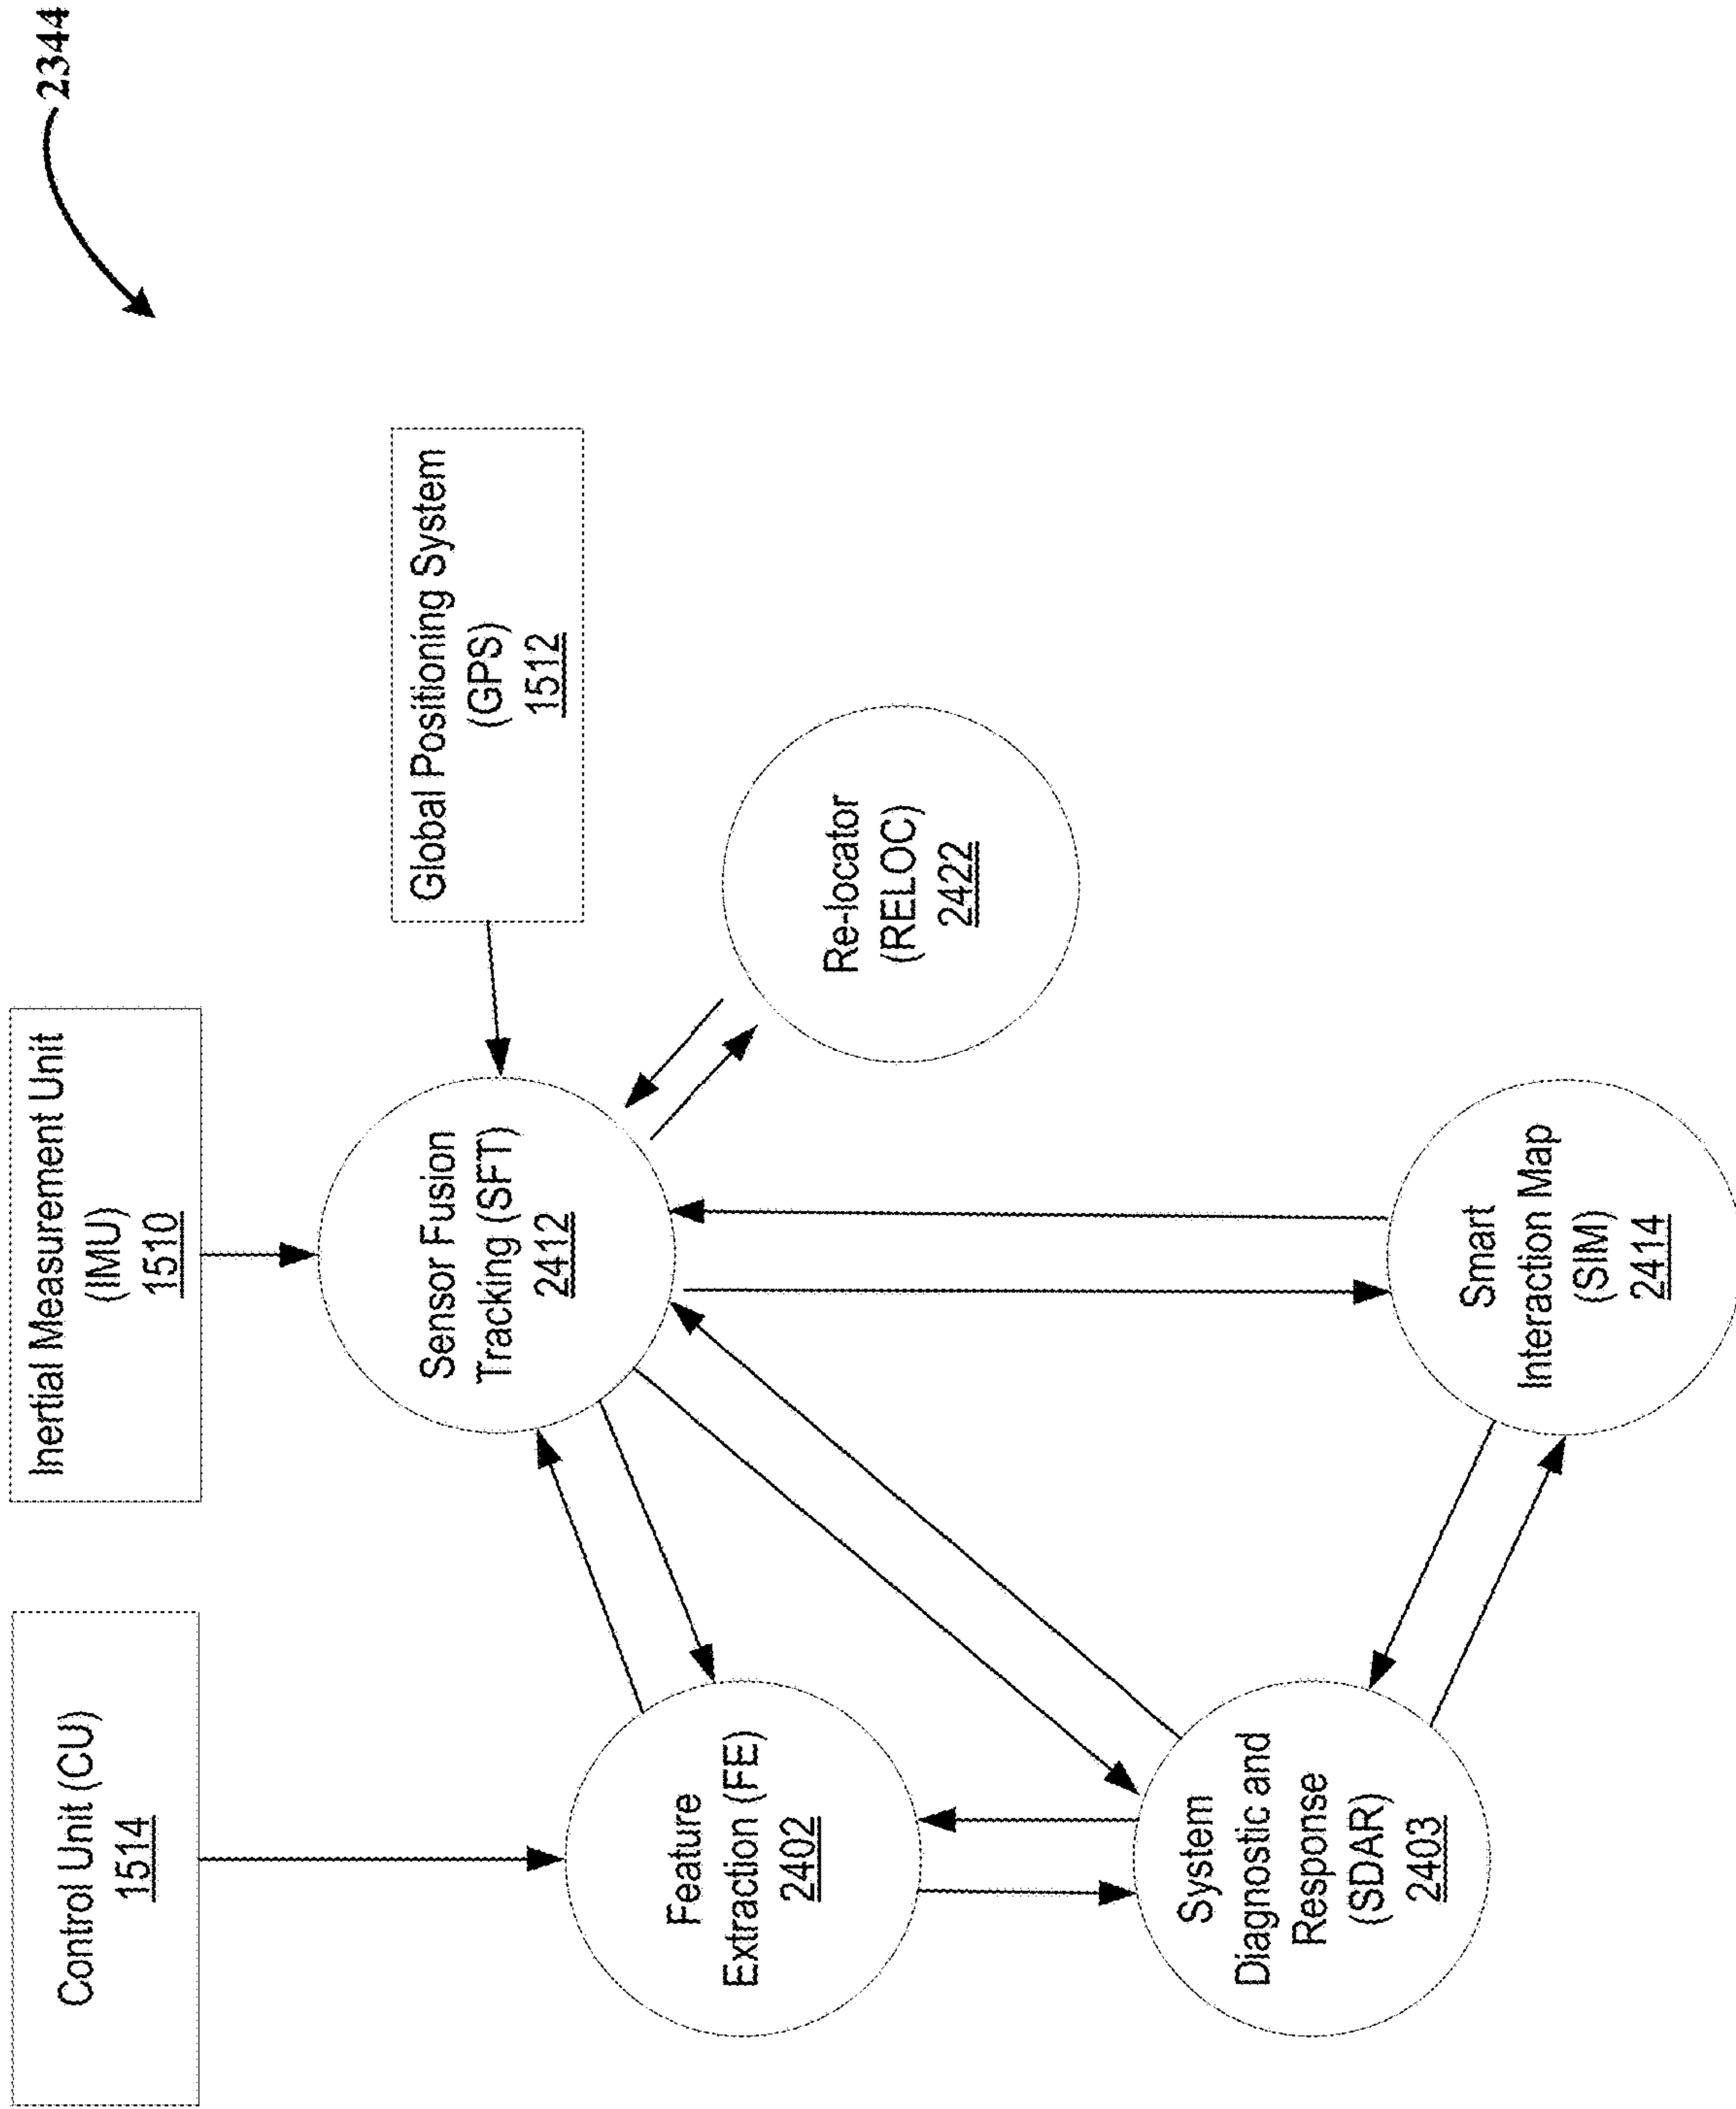 2344
Control Unit (CU)
1514
Inertial Measurement Unit
(IMU)
1510
Global Positioning System
(GPS)
1512
Feature
Extraction (FE)
2402
Sensor Fusion
Tracking (SFT)
2412
Re-locator
(RELOC)
2422
System
Diagnostic and
Response
(SDAR)
2403
Smart
Interaction Map
(SIM)
2414